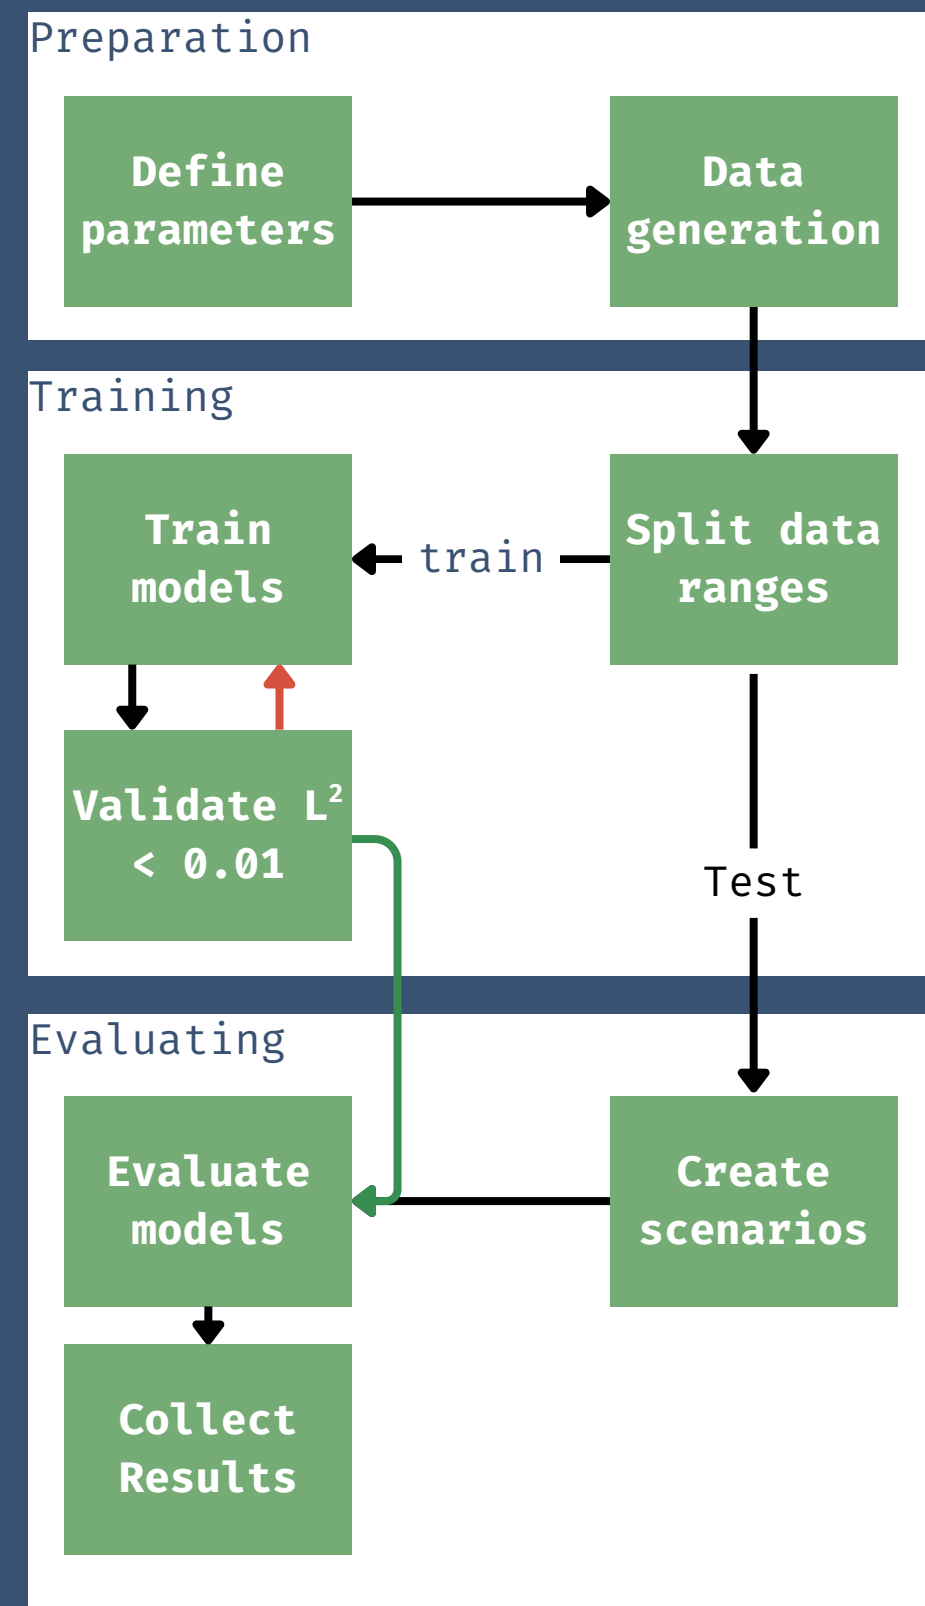 Preparation
Define
parameters
Data
generation
Training
Train
models
train
Split data
ranges
Validate L²
< 0.01
Test
Evaluating
Evaluate
models
Create
scenarios
Collect
Results